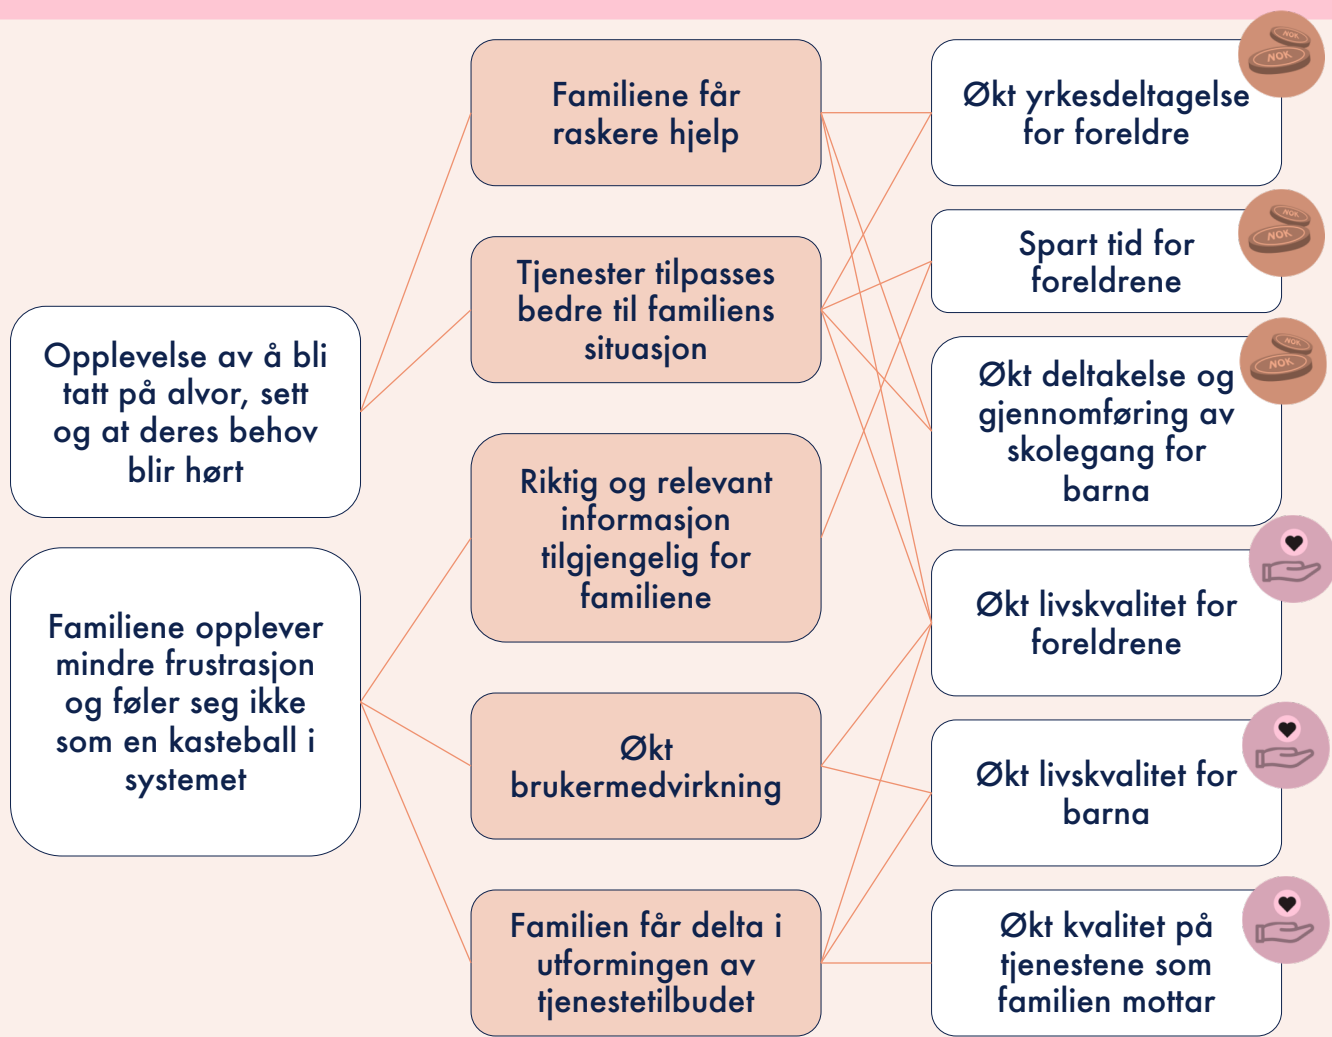 Opplevelse av å bli
tatt på alvor, sett
og at deres behov
blir hørt
Familiene opplever
mindre frustrasjon
og føler seg ikke
som en kasteball i
systemet
Familiene får
raskere hjelp
Tjenester tilpasses
bedre til familiens
situasjon
Riktig og relevant
informasjon
tilgjengelig for
familiene
Økt
brukermedvirkning
Familien får delta i
utformingen av
tjenestetilbudet
Økt yrkesdeltagelse
for foreldre
NOK
NOK
Spart tid for
foreldrene
NOK
NOK
Økt deltakelse og
gjennomføring av
skolegang for
barna
NOK
NOK
Økt livskvalitet for
foreldrene
Økt livskvalitet for
barna
Økt kvalitet på
tjenestene som
familien mottar